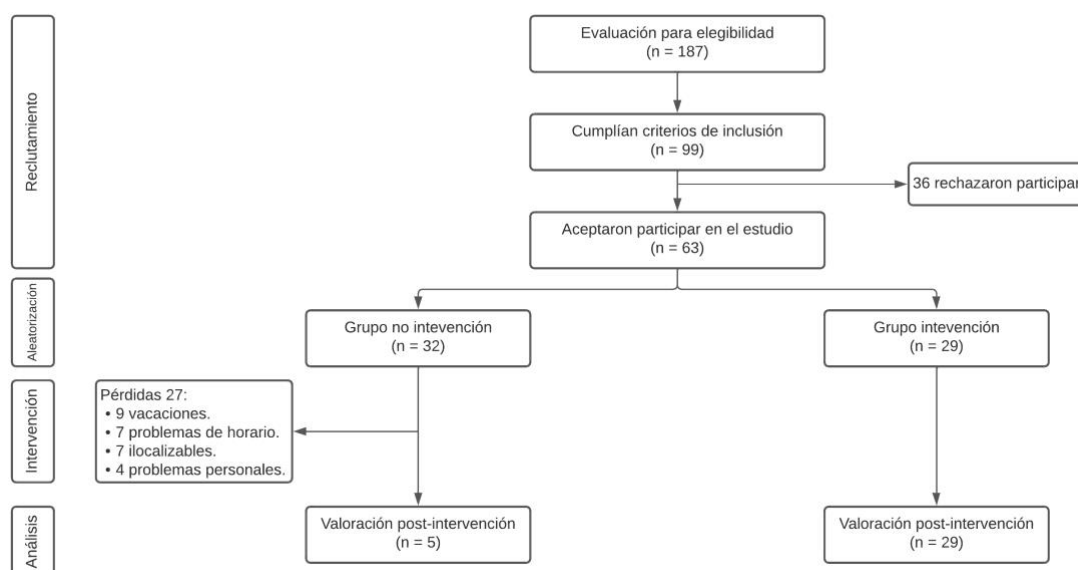 Reclutamiento
Evaluación para elegibilidad
(n = 187)
Cumplían criterios de inclusión
(n = 99)
36 rechazaron participar
Aceptaron participar en el estudio
(n = 63)
Aleatorización
Grupo no intevención
(n = 32)
Grupo intevención
(n = 29)
Intervención
Pérdidas 27:
• 9 vacaciones.
• 7 problemas de horario.
• 7 ilocalizables.
• 4 problemas personales.
Análisis
Valoración post-intervención
(n = 5)
Valoración post-intervención
(n = 29)